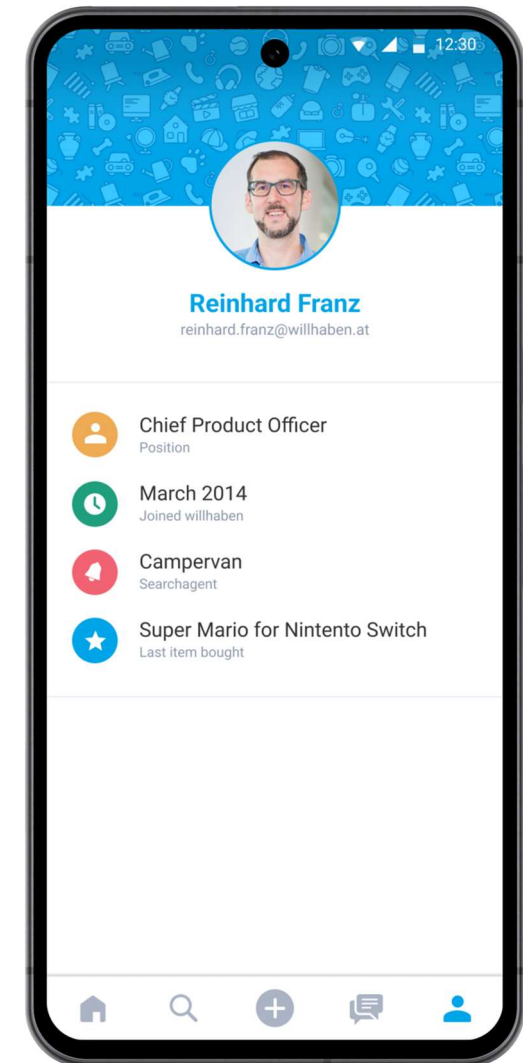 12:30
Reinhard Franz
reinhard.franz@willhaben.at
Chief Product Officer
Position
March 2014
Joined willhaben
Campervan
Searchagent
Super Mario for Nintento Switch
Last item bought